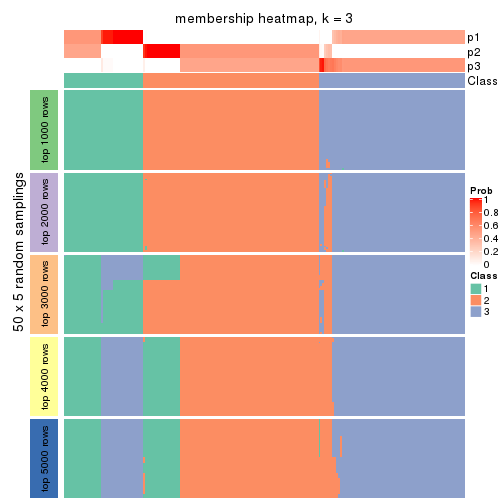 membership heatmap, k = 3
p1
p2
p3
Class
50 x 5 random samplings
top 1000 rows
top 2000 rows
top 3000 rows
top 4000 rows
top 5000 rows
Prob
1
0.8
0.6
0.4
0.2
0
Class
1
2
3